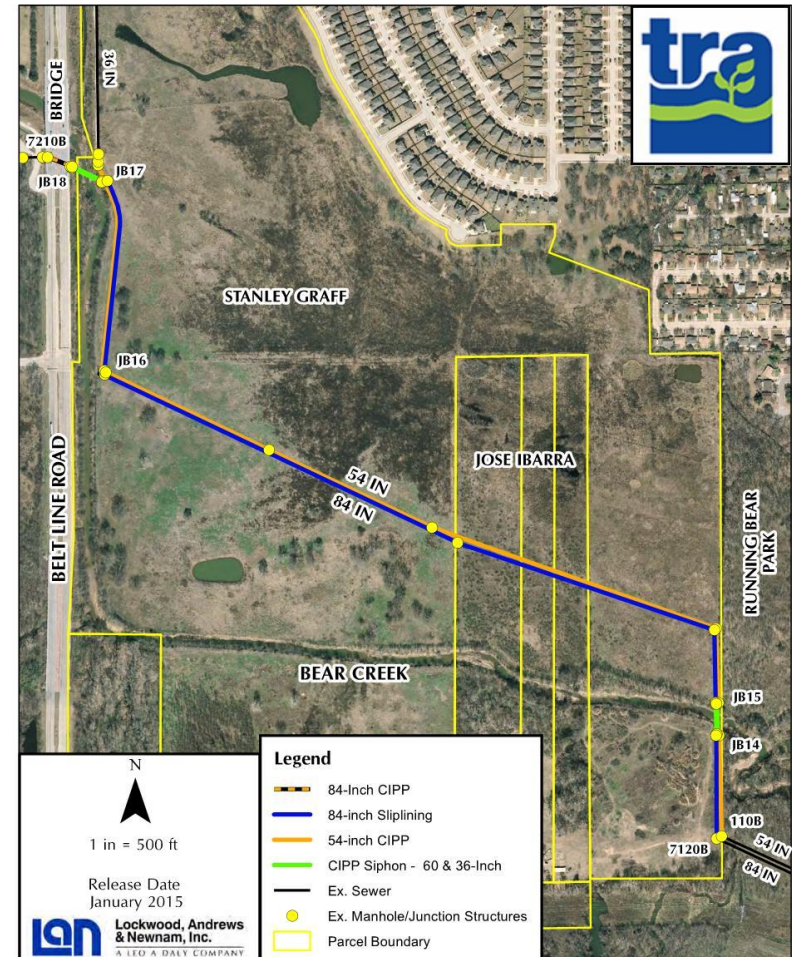 tra
36 IN
BRIDGE
7210B
JB18
JB17
STANLEY GRAFF
JB16
BELT LINE ROAD
54 IN
84 IN
JOSE IBARRA
RUNNING BEAR
PARK
BEAR CREEK
JB15
JB14
110B
7120B
54 IN
84 IN
N
1 in = 500 ft
Release Date
January 2015
lan
Lockwood, Andrews
& Newnam, Inc.
A LEO A DALY COMPANY
Legend
84-Inch CIPP
84-inch Sliplining
54-inch CIPP
CIPP Siphon - 60 & 36-Inch
Ex. Sewer
Ex. Manhole/Junction Structures
Parcel Boundary